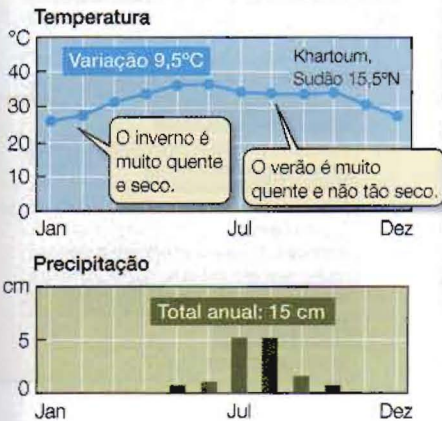 Temperatura
°C
40
30
20
10
0
Variação 9,5°C
Khartoum,
Sudão 15,5°N
O inverno é
muito quente
e seco.
O verão é muito
quente e não tão seco.
Jan
Jul
Dez
Precipitação
cm
5
0
Total anual: 15 cm
Jan
Jul
Dez